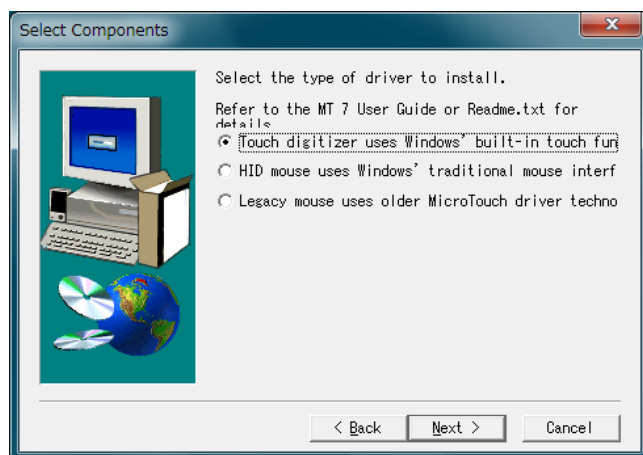 Select Components
Select the type of driver to install.
Refer to the MT 7 User Guide or Readme.txt for
details
Touch digitizer uses Windows' built-in touch fun
HID mouse uses Windows' traditional mouse interf
Legacy mouse uses older MicroTouch driver techno
< Back
Next >
Cancel